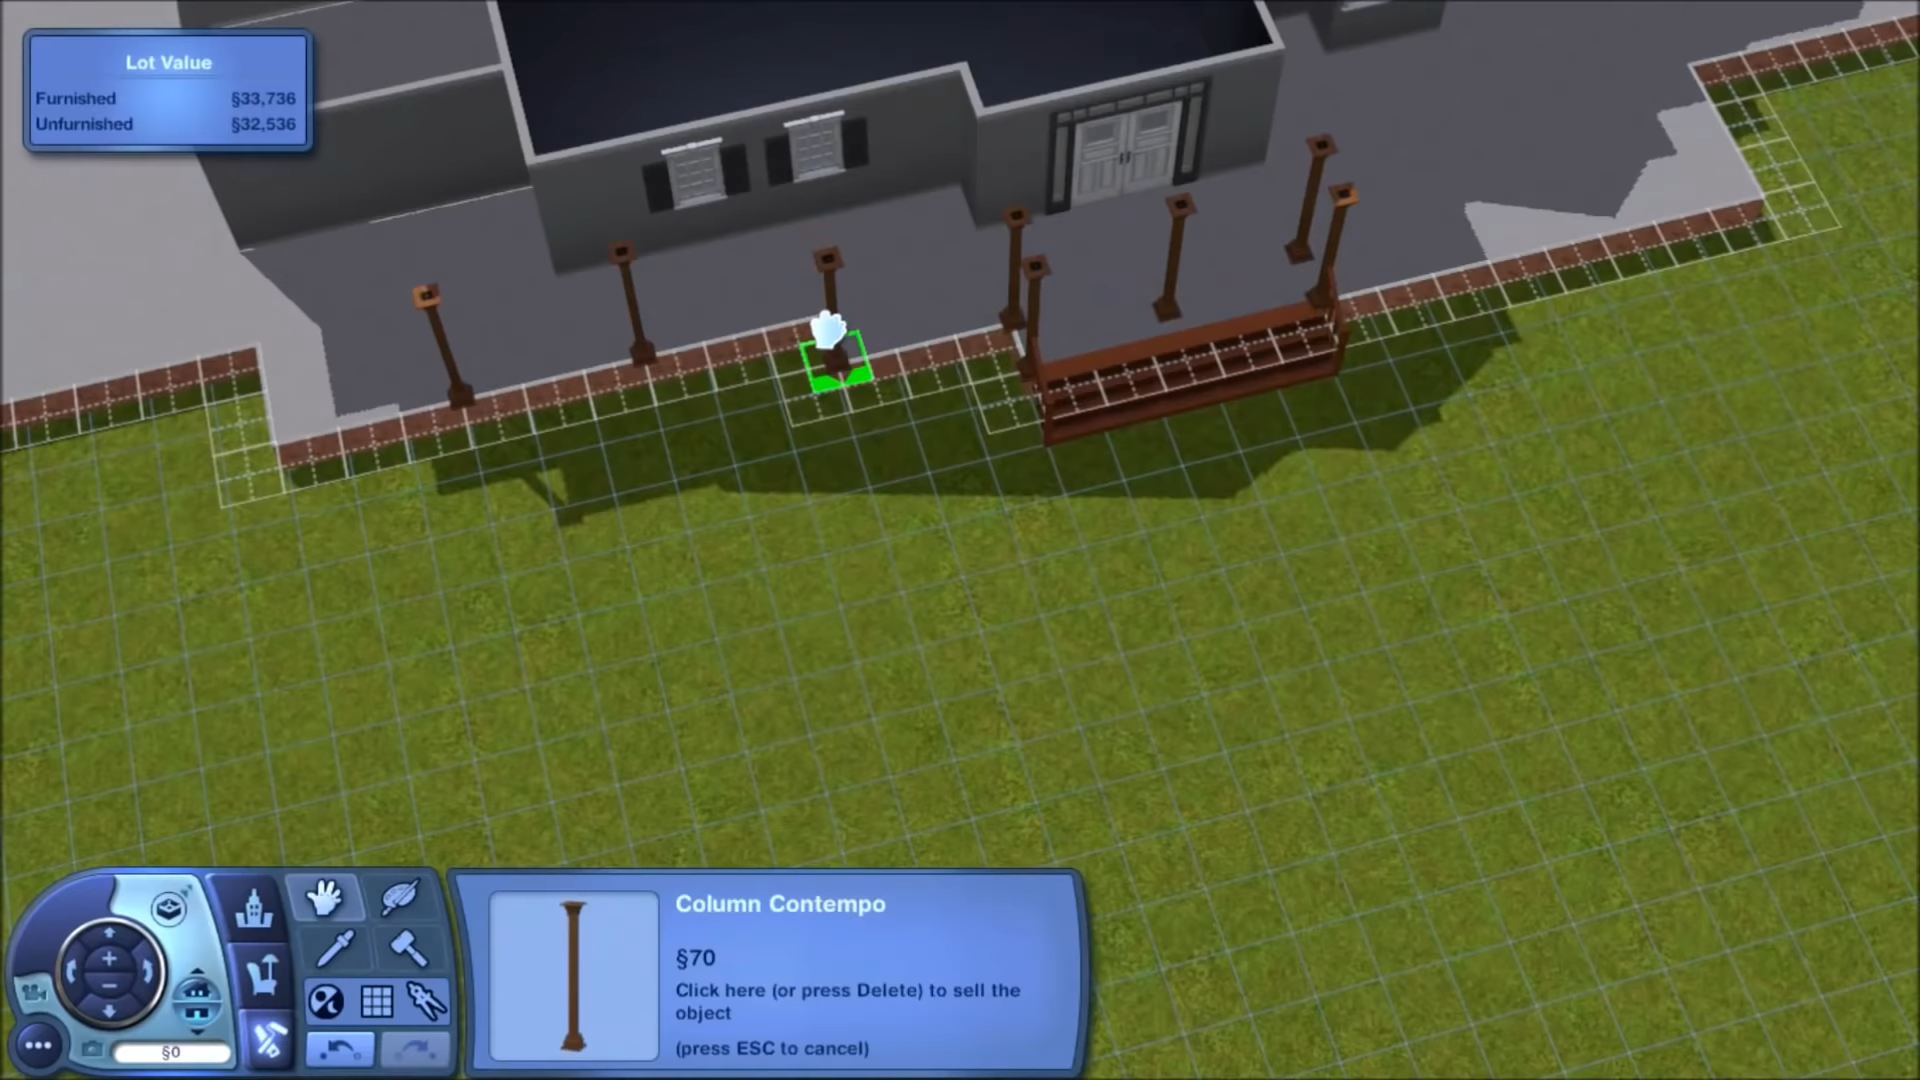 Lot Value
Furnished §33,736
Unfurnished §32,536
Column Contempo
§70
Click here (or press Delete) to sell the
object
(press ESC to cancel)
§0